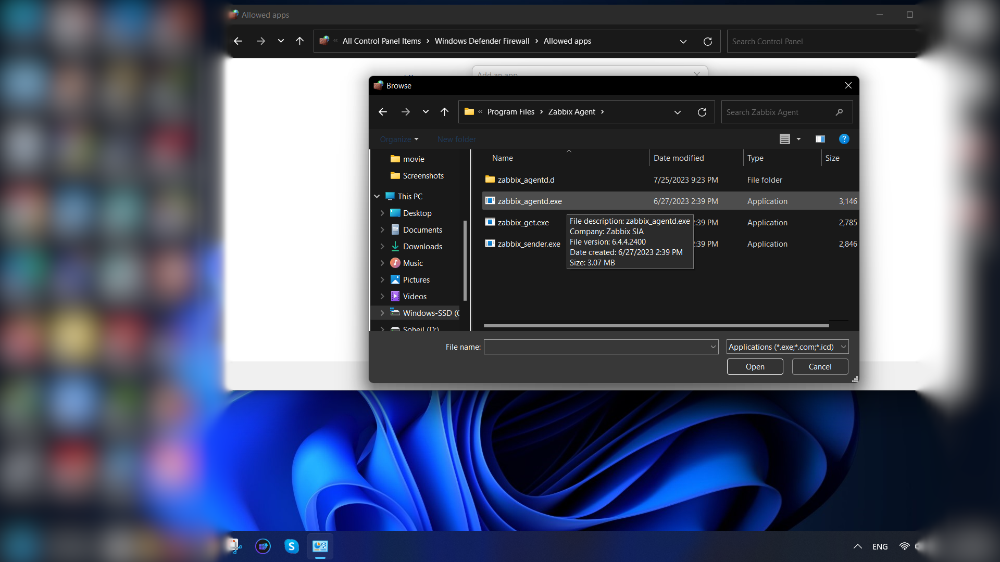 Allowed apps
« All Control Panel Items > Windows Defender Firewall > Allowed apps
Search Control Panel
Add an app
Browse
« Program Files > Zabbix Agent >
Search Zabbix Agent
Organize
New folder
?
movie
Screenshots
This PC
Desktop
Documents
Downloads
Music
Pictures
Videos
Windows-SSD (C
Soheil (D:)
Name Date modified Type Size
zabbix_agentd.d 7/25/2023 9:23 PM File folder
zabbix_agentd.exe 6/27/2023 2:39 PM Application 3,146
zabbix_get.exe 2:39 PM Application 2,785
zabbix_sender.exe 2:39 PM Application 2,846
File description: zabbix_agentd.exe
Company: Zabbix SIA
File version: 6.4.4.2400
Date created: 6/27/2023 2:39 PM
Size: 3.07 MB
File name:
Applications (*.exe;*.com;*.icd)
Open
Cancel
S
ENG